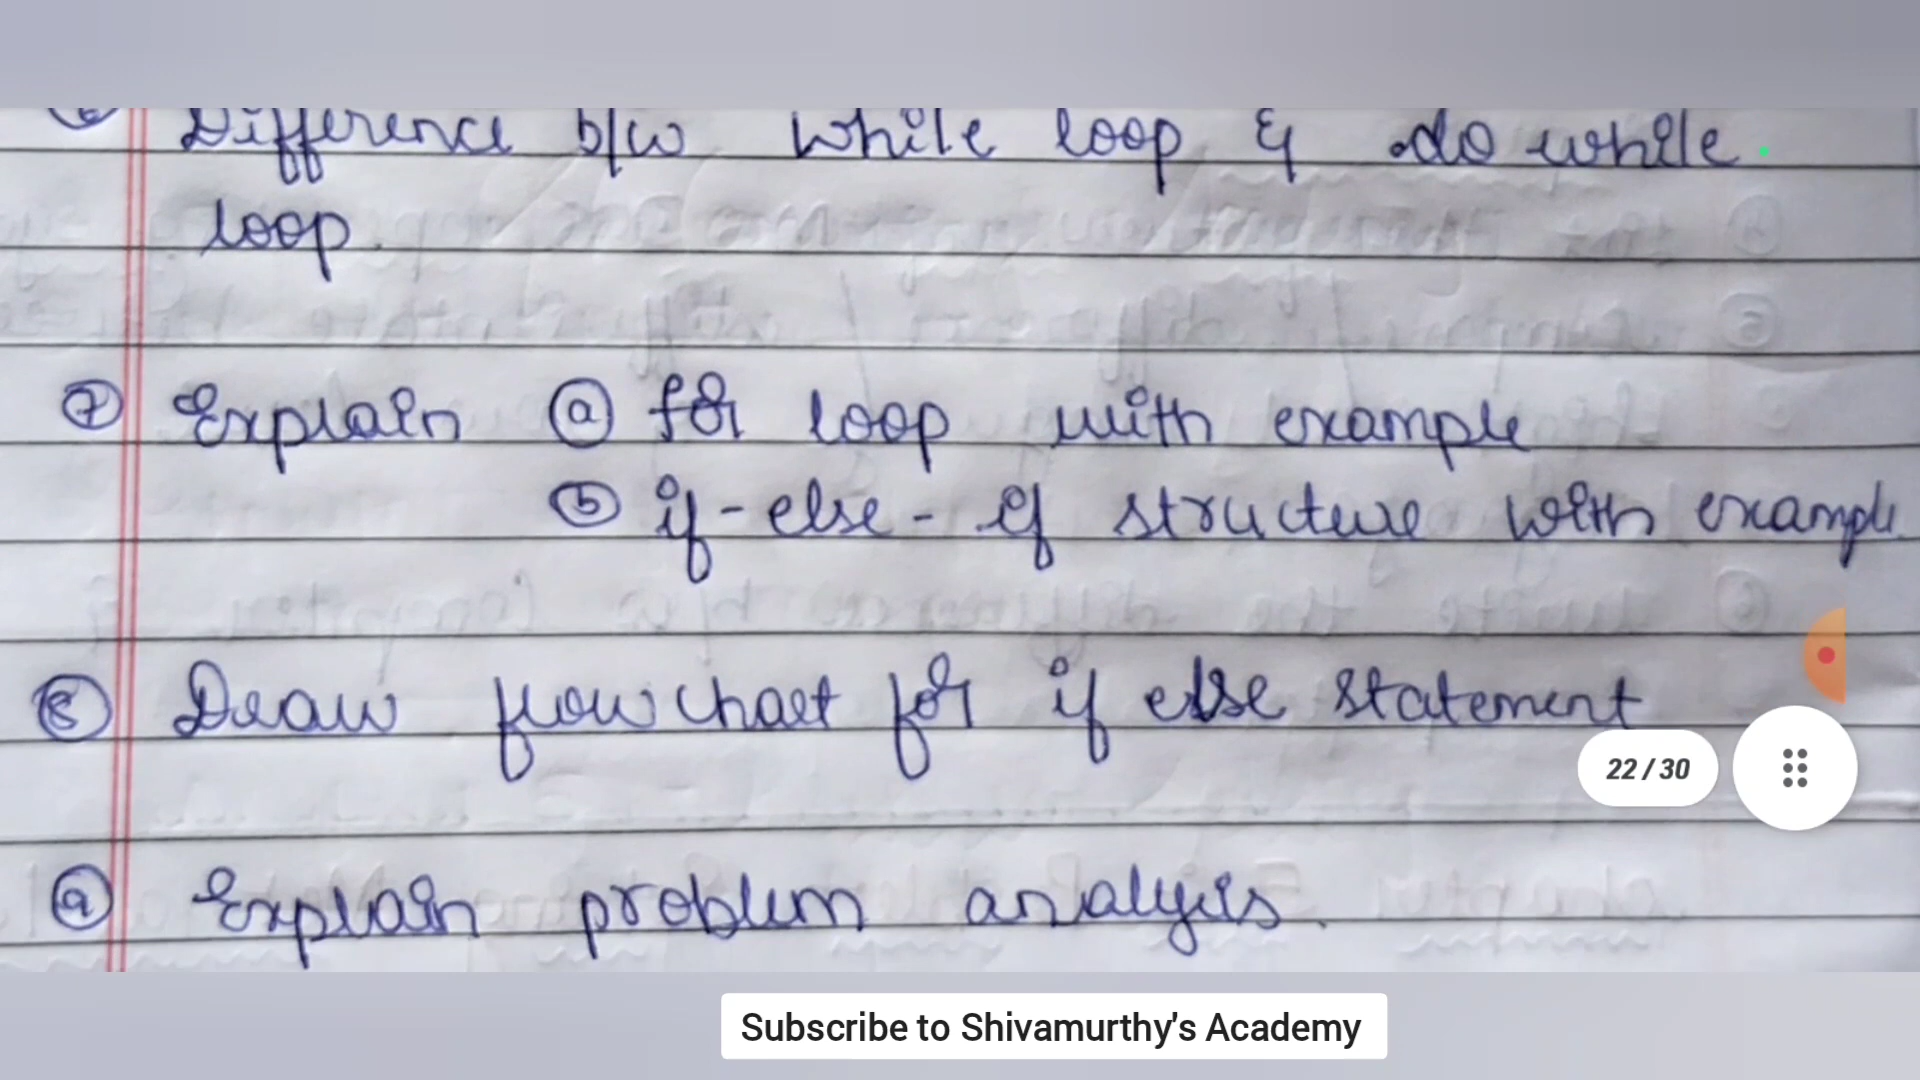 ⑥ Difference b/w while loop & do while
loop.
⑦ Explain ⓐ for loop with example
ⓑ if-else-if structure with example
⑧ Draw flowchart for if else statement
22 / 30
⑨ Explain problem analysis.
Subscribe to Shivamurthy's Academy